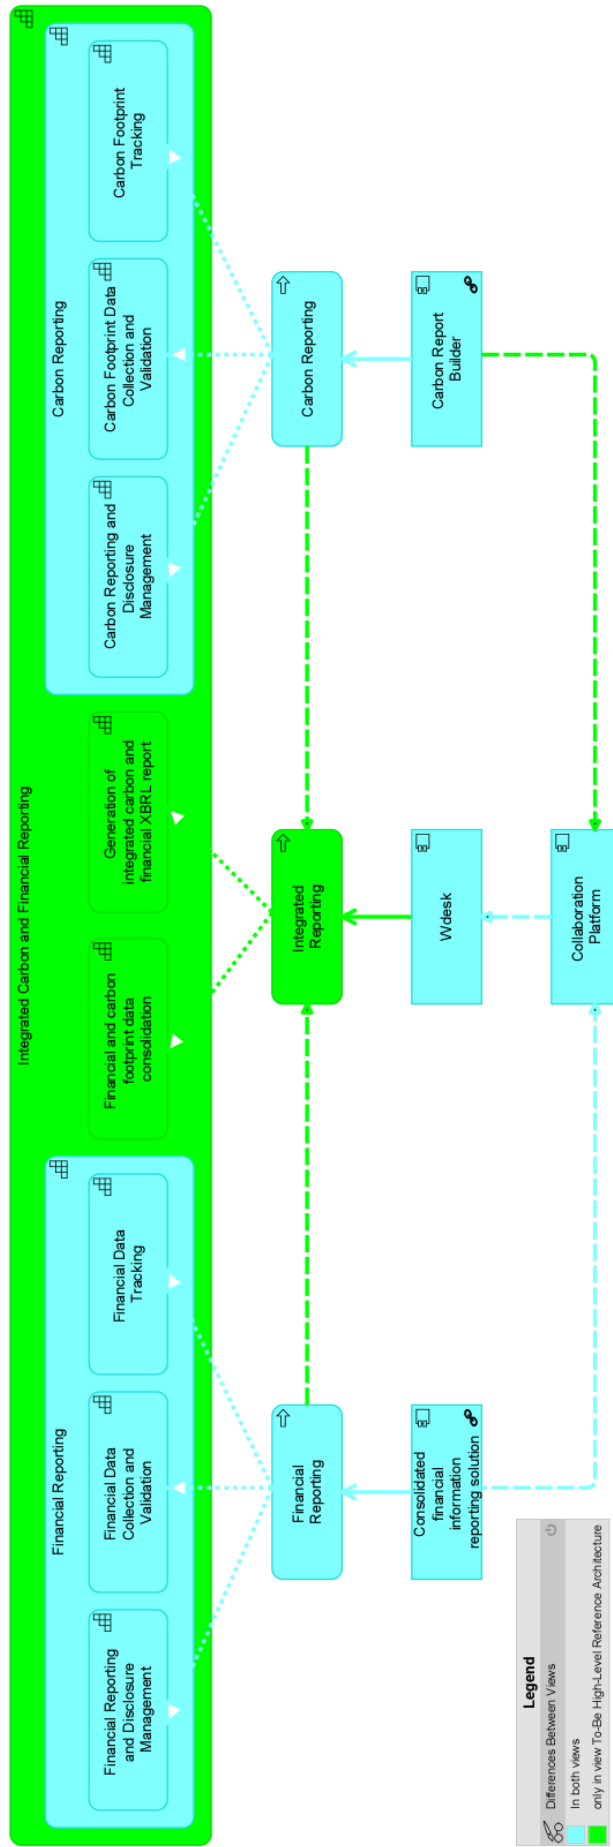 Integrated Carbon and Financial Reporting
Financial Reporting
Financial Reporting
and Disclosure
Management
Financial Data
Collection and
Validation
Financial Data
Tracking
Financial and carbon
footprint data
consolidation
Generation of
integrated carbon and
financial XBRL report
Carbon Reporting
Carbon Reporting and
Disclosure
Management
Carbon Footprint Data
Collection and
Validation
Carbon Footprint
Tracking
Financial
Reporting
Integrated
Reporting
Carbon Reporting
Consolidated
financial
information
reporting solution
Wdesk
Carbon Report
Builder
Collaboration
Platform
Legend
Differences Between Views
In both views
only in view To-Be High-Level Reference Architecture